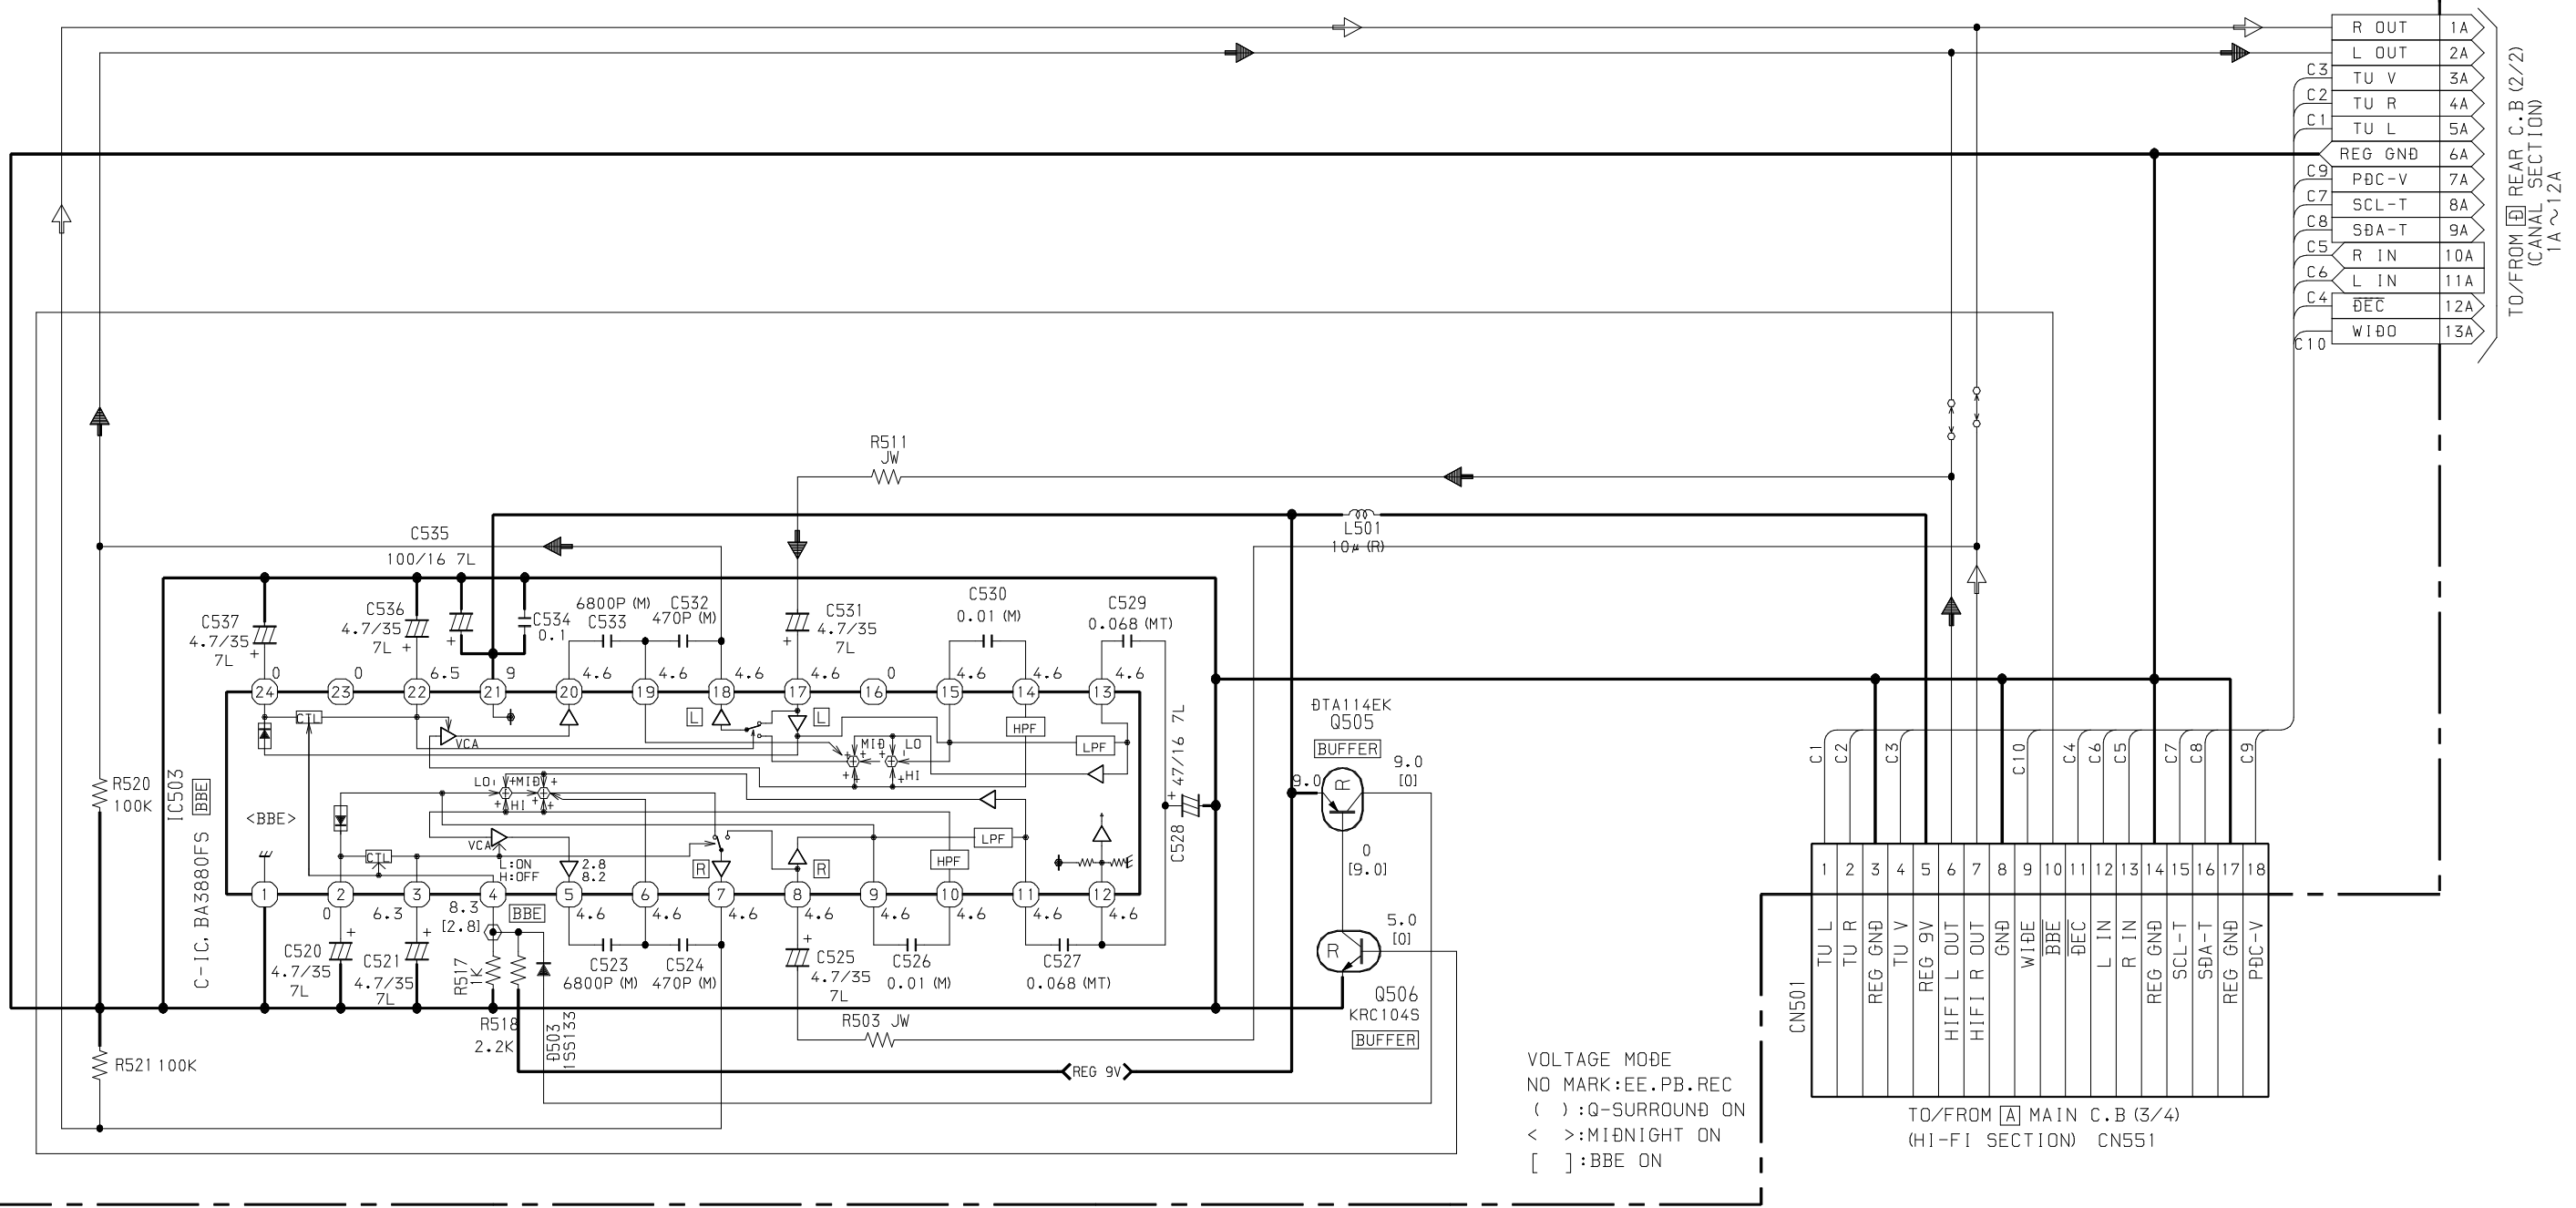 R OUT 1A
L OUT 2A
C3 TU V 3A
C2 TU R 4A
C1 TU L 5A
REG GND 6A
C9 PDC-V 7A
C7 SCL-T 8A
C8 SDA-T 9A
C5 R IN 10A
C6 L IN 11A
C4 DEC 12A
C10 WIDO 13A
TO/FROM D REAR C.B (2/2)
(CANAL SECTION)
1A~12A
R511
JW
L501
10μ (R)
C535
100/16 7L
C537
4.7/35
7L
C536
4.7/35
7L
C534
0.1
6800P (M)
C533
C532
470P (M)
C531
4.7/35
7L
C530
0.01 (M)
C529
0.068 (MT)
+ + + +
0 0 6.5 9 4.6 4.6 4.6 4.6 0 4.6 4.6 4.6
24 23 22 21 20 19 18 17 16 15 14 13
CTL
VCA
L L
HPF
LPF
MID LO
HI
LO MID
HI
<BBE>
CTL
VCA
L:ON
H:OFF
2.8
8.2
R R
HPF
LPF
1 2 3 4 5 6 7 8 9 10 11 12
0 6.3 8.3 4.6 4.6 4.6 4.6 4.6 4.6 4.6 4.6
[2.8]
BBE
IC503 BBE
C-IC. BA3880FS
R520
100K
R521 100K
C520
4.7/35
7L
C521
4.7/35
7L
R517
1K
R518
2.2K
D503
1SS133
C523
6800P (M)
C524
470P (M)
C525
4.7/35
7L
C526
0.01 (M)
C527
0.068 (MT)
C528 + 47/16 7L
R503 JW
REG 9V
DTA114EK
Q505
BUFFER
9.0
9.0
[0]
R
0
[9.0]
5.0
[0]
R
Q506
KRC104S
BUFFER
VOLTAGE MODE
NO MARK:EE.PB.REC
( ):Q-SURROUND ON
< >:MIDNIGHT ON
[ ]:BBE ON
C1 C2 C3 C10 C4 C6 C5 C7 C8 C9
CN501
1 2 3 4 5 6 7 8 9 10 11 12 13 14 15 16 17 18
TU L
TU R
REG GND
TU V
REG 9V
HIFI L OUT
HIFI R OUT
GND
WIDE
BBE
DEC
L IN
R IN
REG GND
SCL-T
SDA-T
REG GND
PDC-V
TO/FROM A MAIN C.B (3/4)
(HI-FI SECTION) CN551